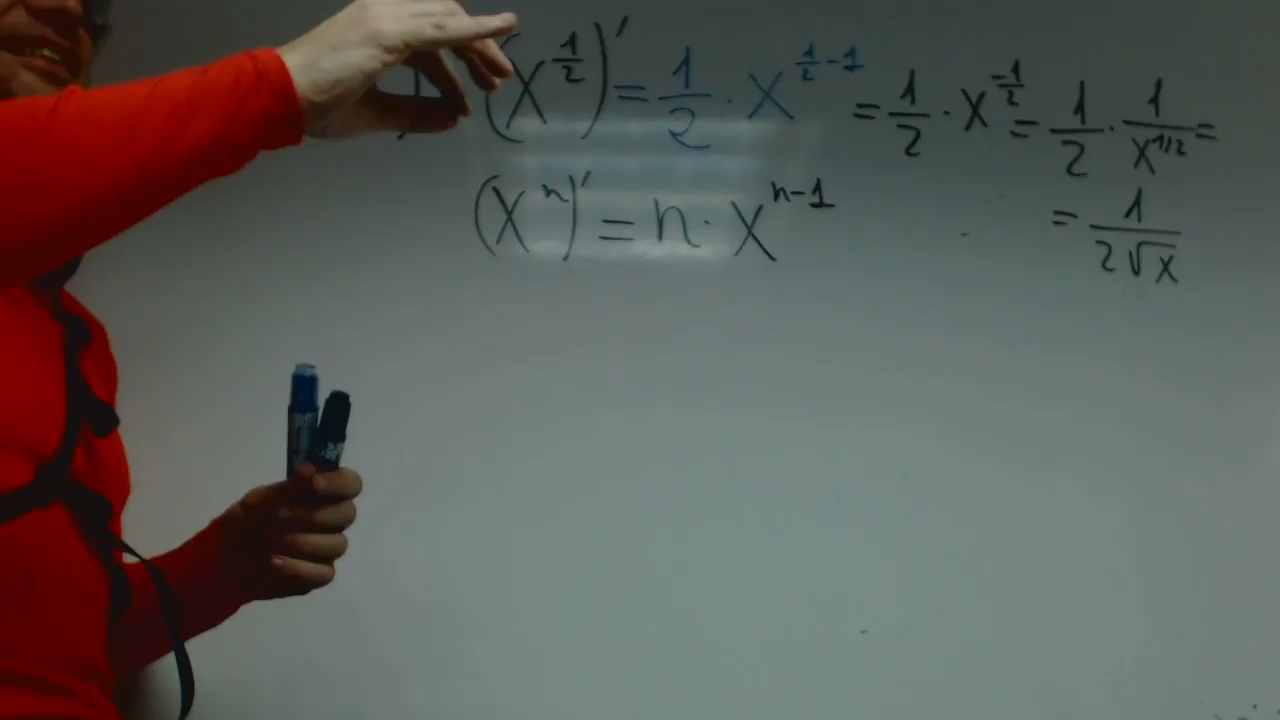 (x^{1/2})' = 1/2 · x^{1/2 - 1} = 1/2 · x^{-1/2} = 1/2 · 1/x^{1/2} =
= 1/(2√x)
(x^n)' = n · x^{n-1}